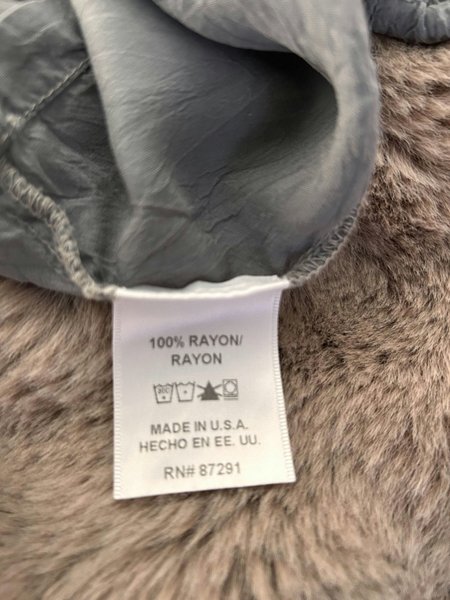 100% RAYON/
RAYON
MADE IN U.S.A.
HECHO EN EE. UU.
RN# 87291